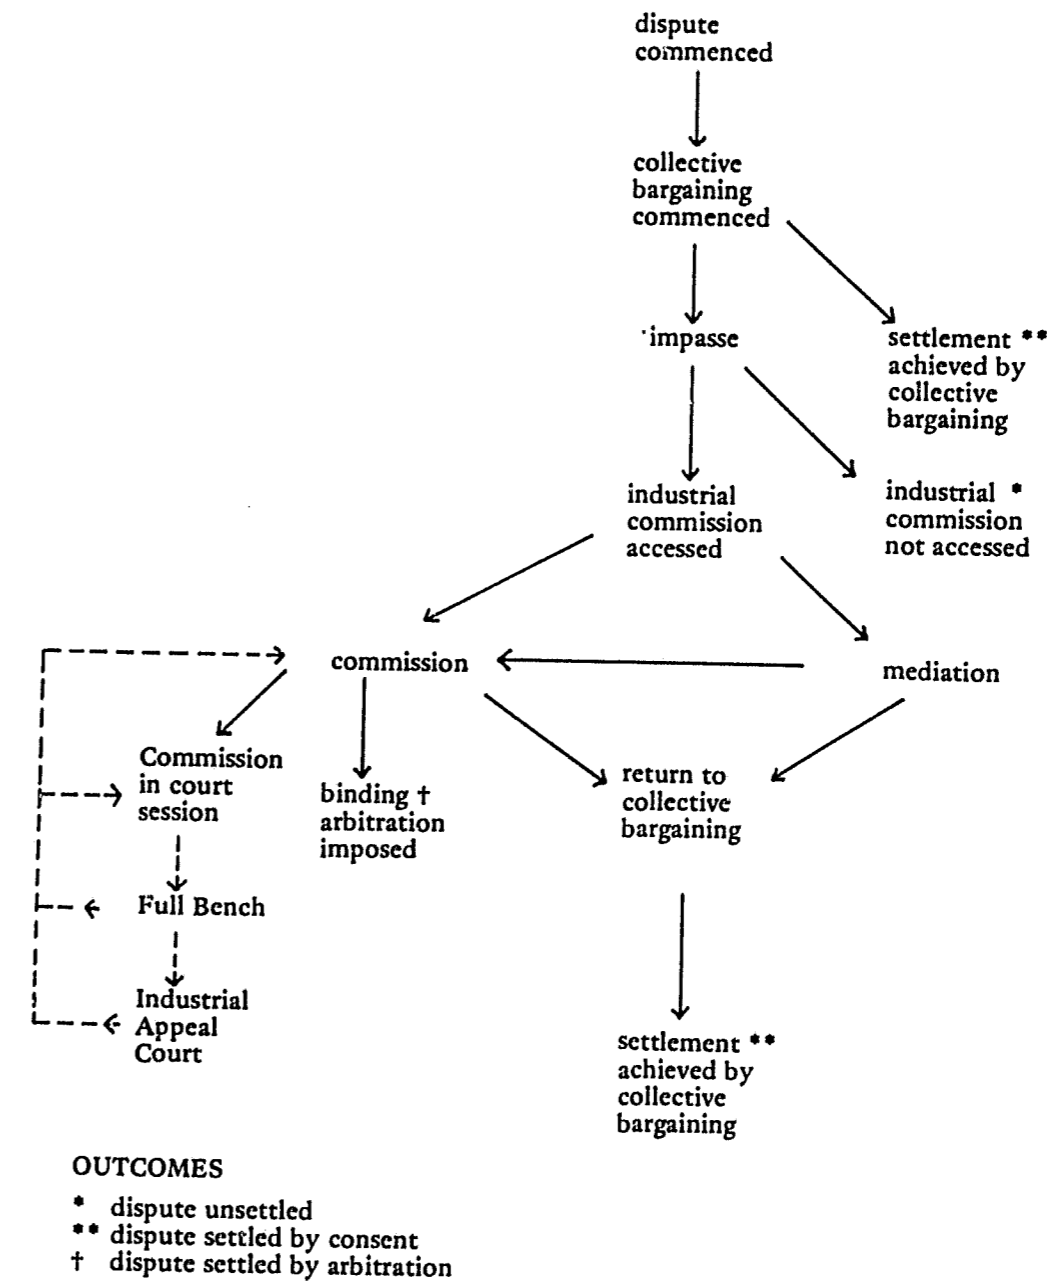 dispute
commenced
collective
bargaining
commenced
impasse
settlement **
achieved by
collective
bargaining
industrial
commission
accessed
industrial *
commission
not accessed
commission
mediation
Commission
in court
session
binding †
arbitration
imposed
return to
collective
bargaining
Full Bench
Industrial
Appeal
Court
settlement **
achieved by
collective
bargaining
OUTCOMES
* dispute unsettled
** dispute settled by consent
† dispute settled by arbitration